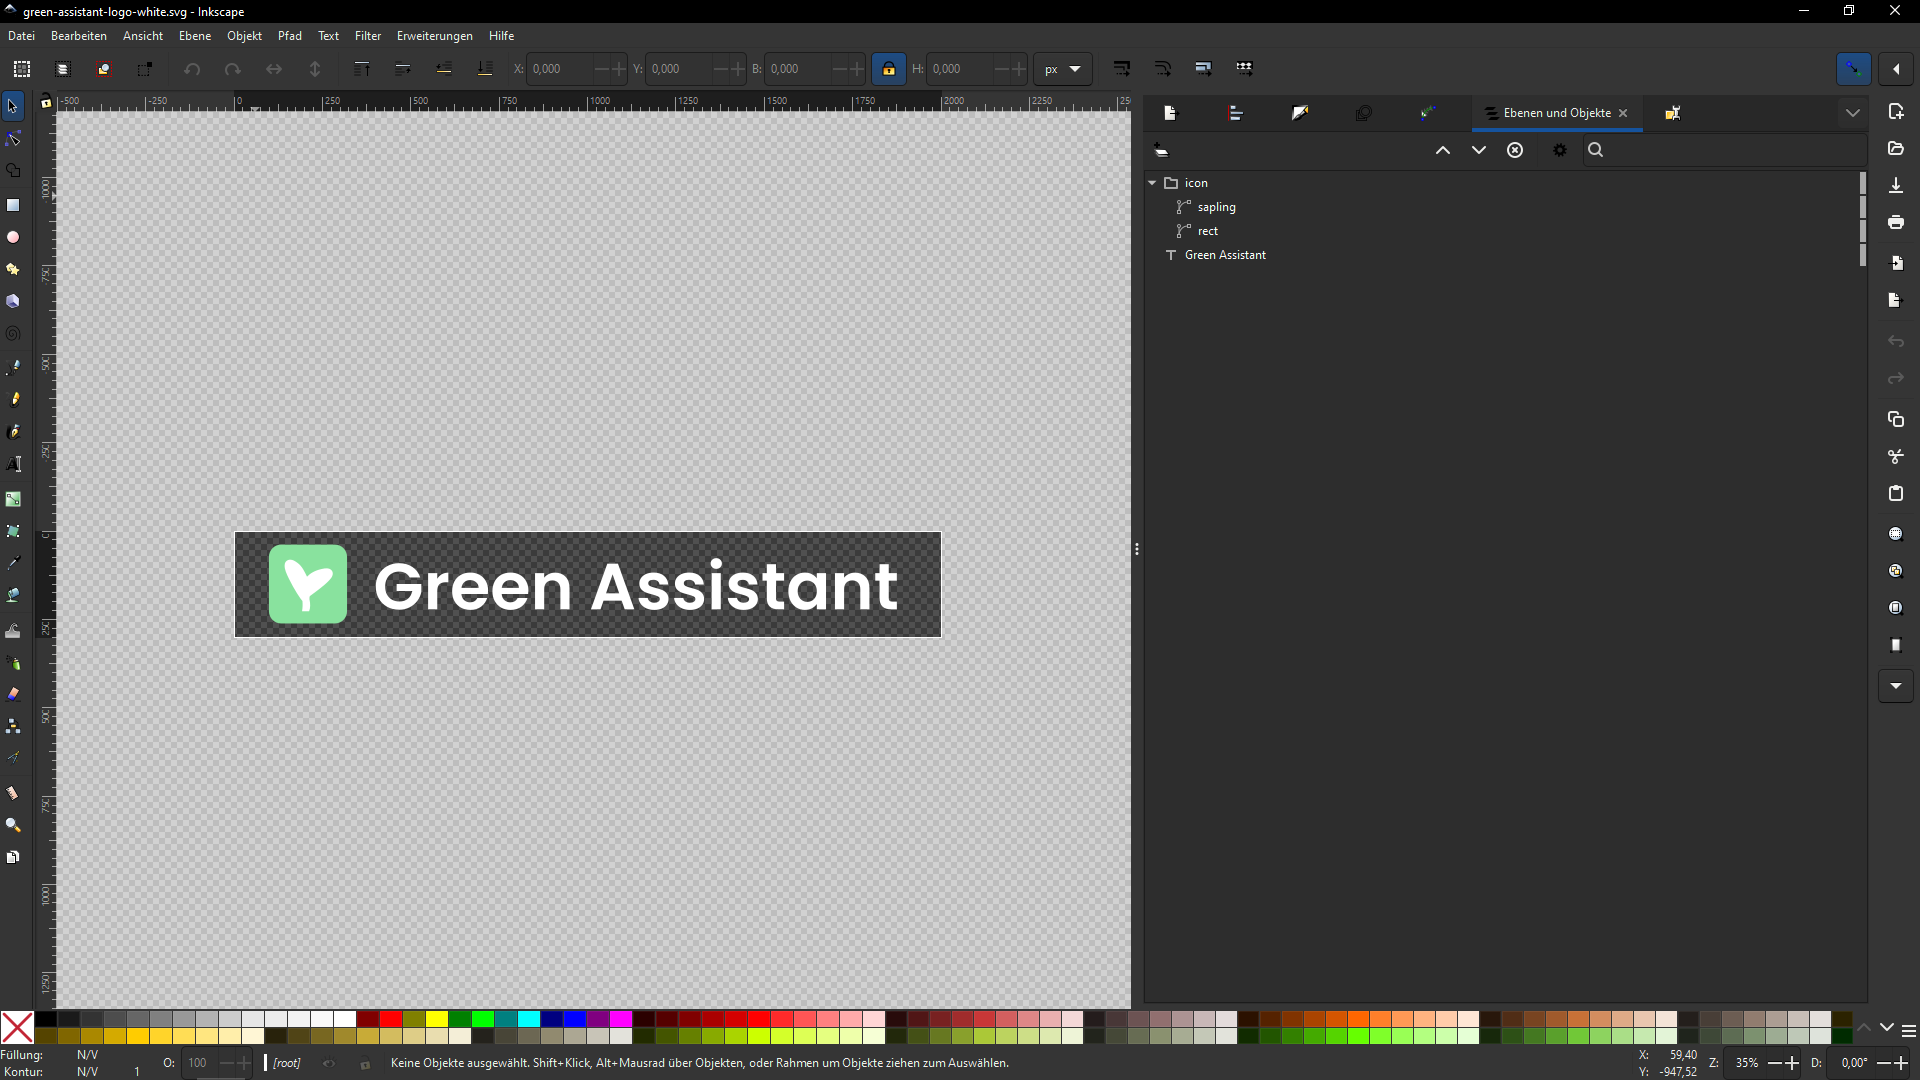 green-assistant-logo-white.svg - Inkscape
Datei Bearbeiten Ansicht Ebene Objekt Pfad Text Filter Erweiterungen Hilfe
X: 0,000 Y: 0,000 B: 0,000 H: 0,000 px
-500 -250 0 250 500 750 1000 1250 1500 1750 2000 2250
Ebenen und Objekte
icon
sapling
rect
Green Assistant
Green Assistant
Füllung: N/V
Kontur: N/V 1
O: 100
[root]
Keine Objekte ausgewählt. Shift+Klick, Alt+Mausrad über Objekten, oder Rahmen um Objekte ziehen zum Auswählen.
X: 59,40
Y: -947,52
Z: 35%
D: 0,00°